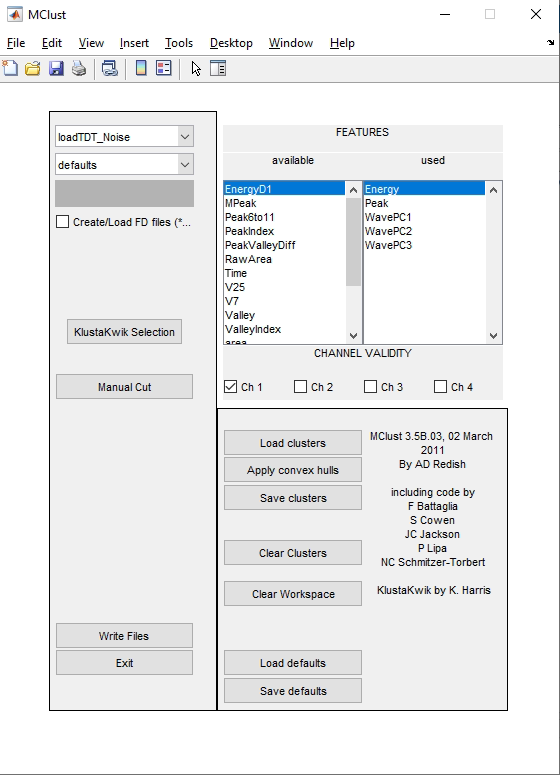 MClust
File Edit View Insert Tools Desktop Window Help
loadTDT_Noise
defaults
Create/Load FD files (*...
KlustaKwik Selection
Manual Cut
Write Files
Exit
FEATURES
available used
EnergyD1
MPeak
Peak6to11
PeakIndex
PeakValleyDiff
RawArea
Time
V25
V7
Valley
ValleyIndex
area
Energy
Peak
WavePC1
WavePC2
WavePC3
CHANNEL VALIDITY
Ch 1 Ch 2 Ch 3 Ch 4
Load clusters
Apply convex hulls
Save clusters
Clear Clusters
Clear Workspace
Load defaults
Save defaults
MClust 3.5B.03, 02 March
2011
By AD Redish
including code by
F Battaglia
S Cowen
JC Jackson
P Lipa
NC Schmitzer-Torbert
KlustaKwik by K. Harris